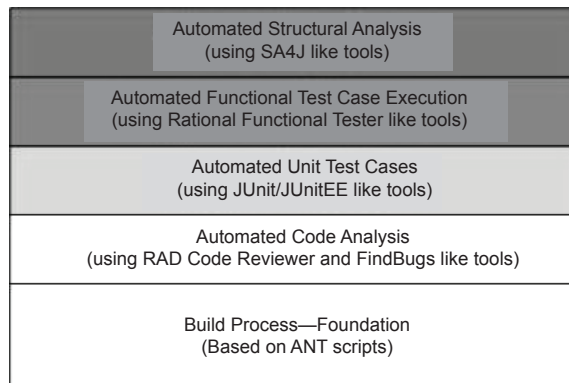 Automated Structural Analysis
(using SA4J like tools)
Automated Functional Test Case Execution
(using Rational Functional Tester like tools)
Automated Unit Test Cases
(using JUnit/JUnitEE like tools)
Automated Code Analysis
(using RAD Code Reviewer and FindBugs like tools)
Build Process—Foundation
(Based on ANT scripts)